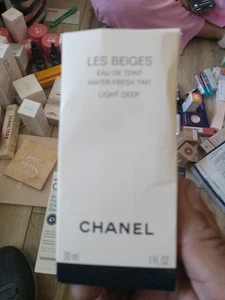 LES BEIGES
EAU DE TEINT
WATER-FRESH TINT
LIGHT DEEP
CHANEL
30 ml
1 FL. OZ.